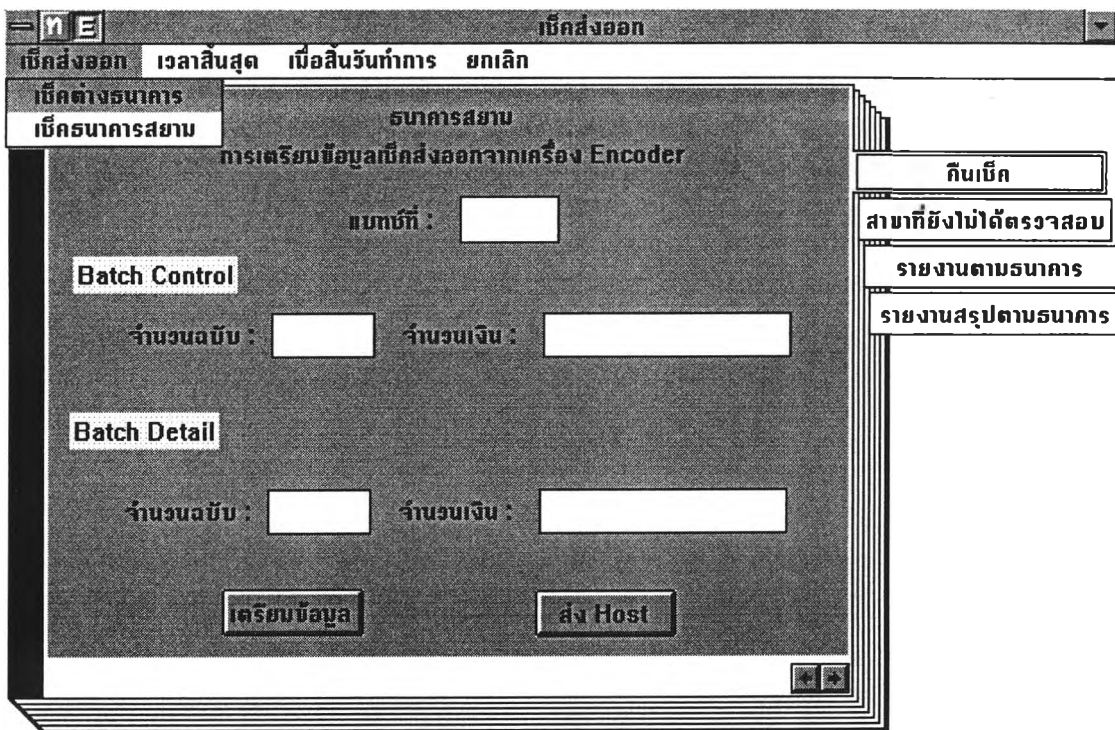 ท E เช็คส่งออก
เช็คส่งออก เวลาสิ้นสุด เมื่อสิ้นวันทำการ ยกเลิก
เช็คต่างธนาคาร
เช็คธนาคารสยาม
ธนาคารสยาม
การเตรียมข้อมูลเช็คส่งออกจากเครื่อง Encoder
แบทช์ที่ :
Batch Control
จำนวนฉบับ : จำนวนเงิน :
Batch Detail
จำนวนฉบับ : จำนวนเงิน :
เตรียมข้อมูล ส่ง Host
คืนเช็ค
สาขาที่ยังไม่ได้ตรวจสอบ
รายงานตามธนาคาร
รายงานสรุปตามธนาคาร